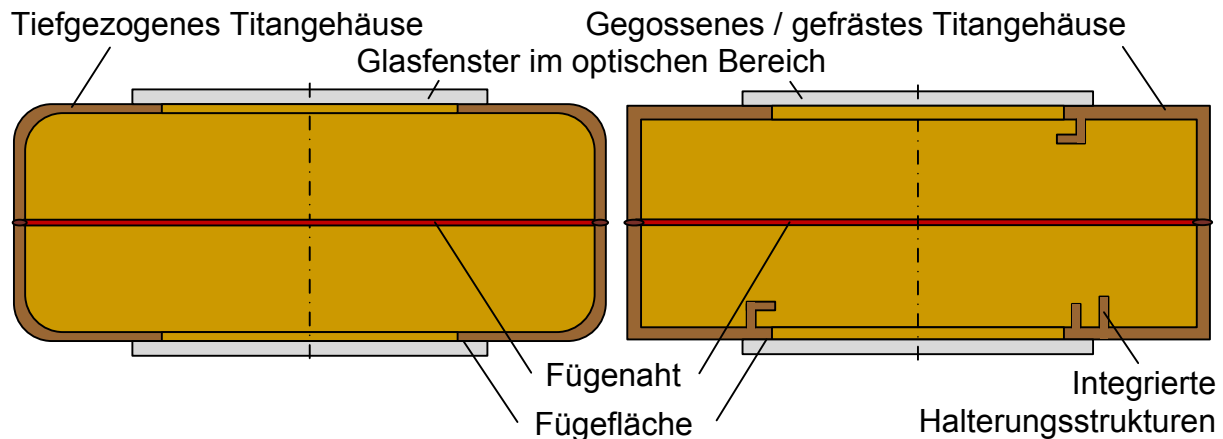 Tiefgezogenes Titangehäuse
Gegossenes / gefrästes Titangehäuse
Glasfenster im optischen Bereich
Fügenaht
Fügefläche
Integrierte
Halterungsstrukturen